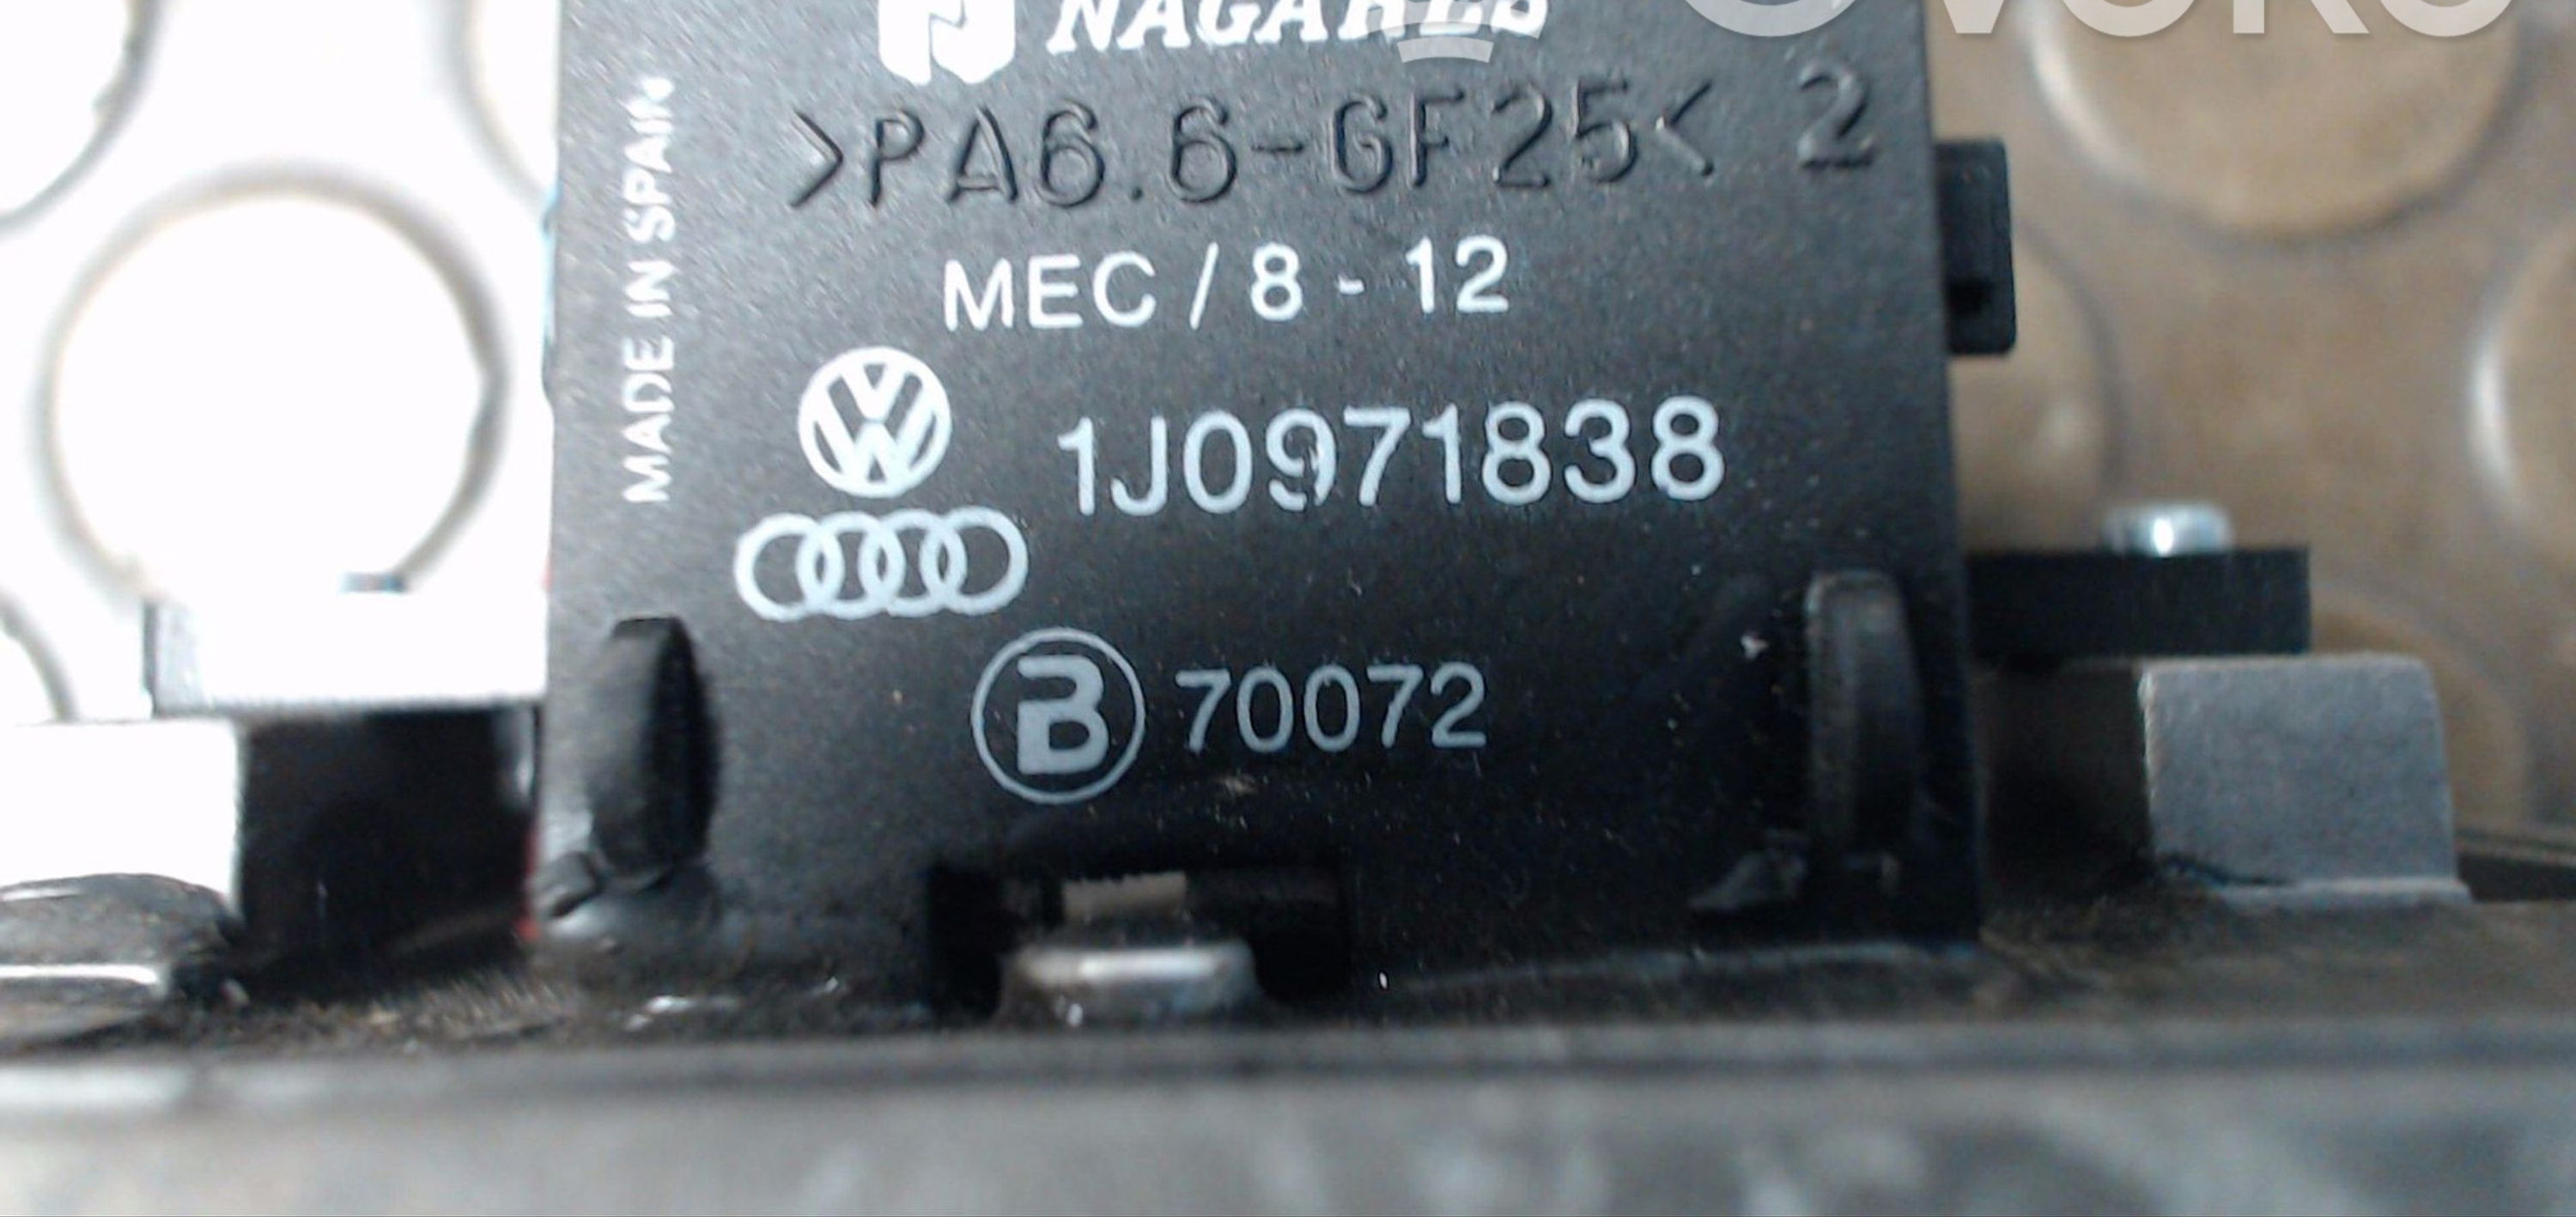 NAGARES
>PA6.6-GF25< 2
MADE IN SPAIN
MEC / 8 - 12
1J0971838
B 70072